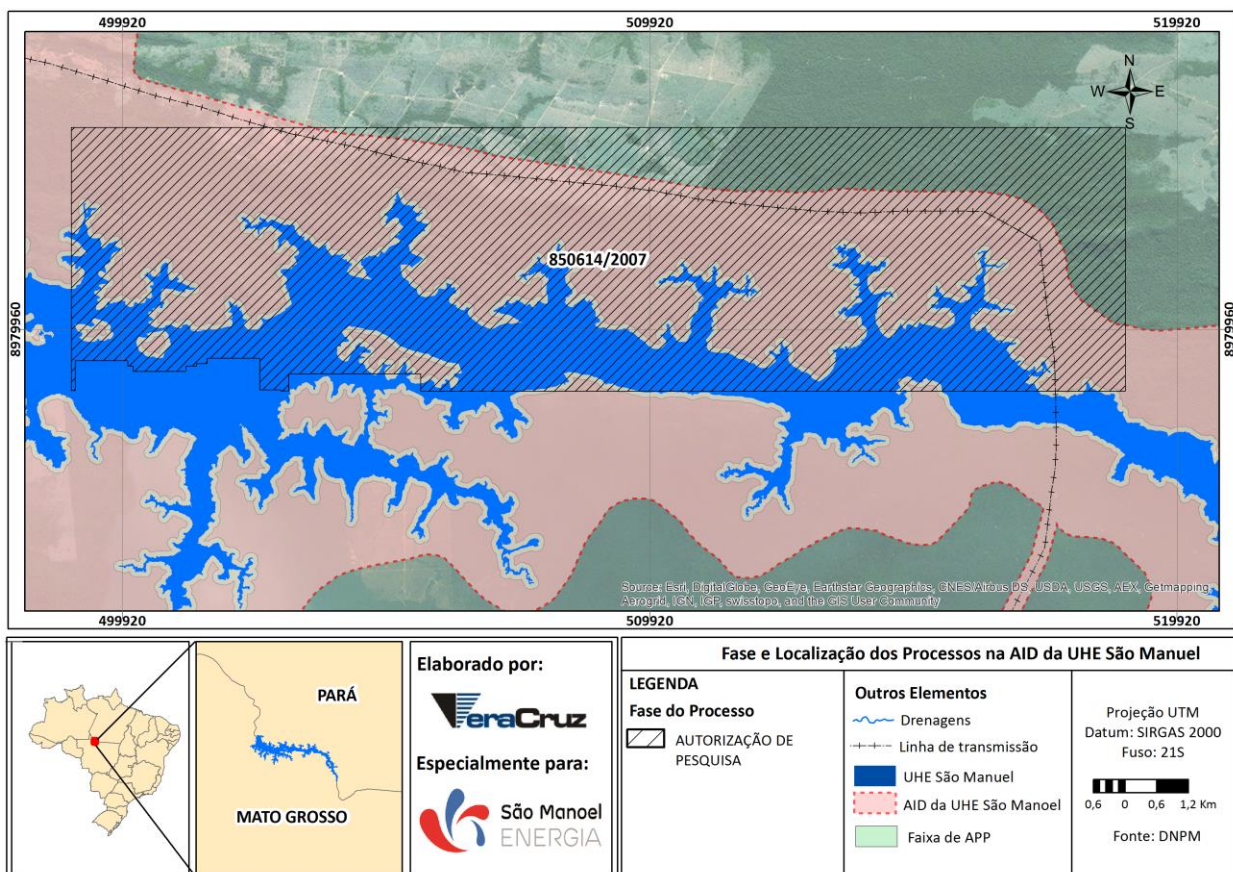 499920
509920
519920
N
W
E
S
850614/2007
8979960
8979960
Source: Esri, DigitalGlobe, GeoEye, Earthstar Geographics, CNES/Airbus DS, USDA, USGS, AEX, Getmapping,
Aerogrid, IGN, IGP, swisstopo, and the GIS User Community
499920
509920
519920
PARÁ
MATO GROSSO
Elaborado por:
VeraCruz
Especialmente para:
São Manoel
ENERGIA
Fase e Localização dos Processos na AID da UHE São Manuel
LEGENDA
Fase do Processo
AUTORIZAÇÃO DE
PESQUISA
Outros Elementos
Drenagens
Linha de transmissão
UHE São Manuel
AID da UHE São Manoel
Faixa de APP
Projeção UTM
Datum: SIRGAS 2000
Fuso: 21S
0,6 0 0,6 1,2 Km
Fonte: DNPM